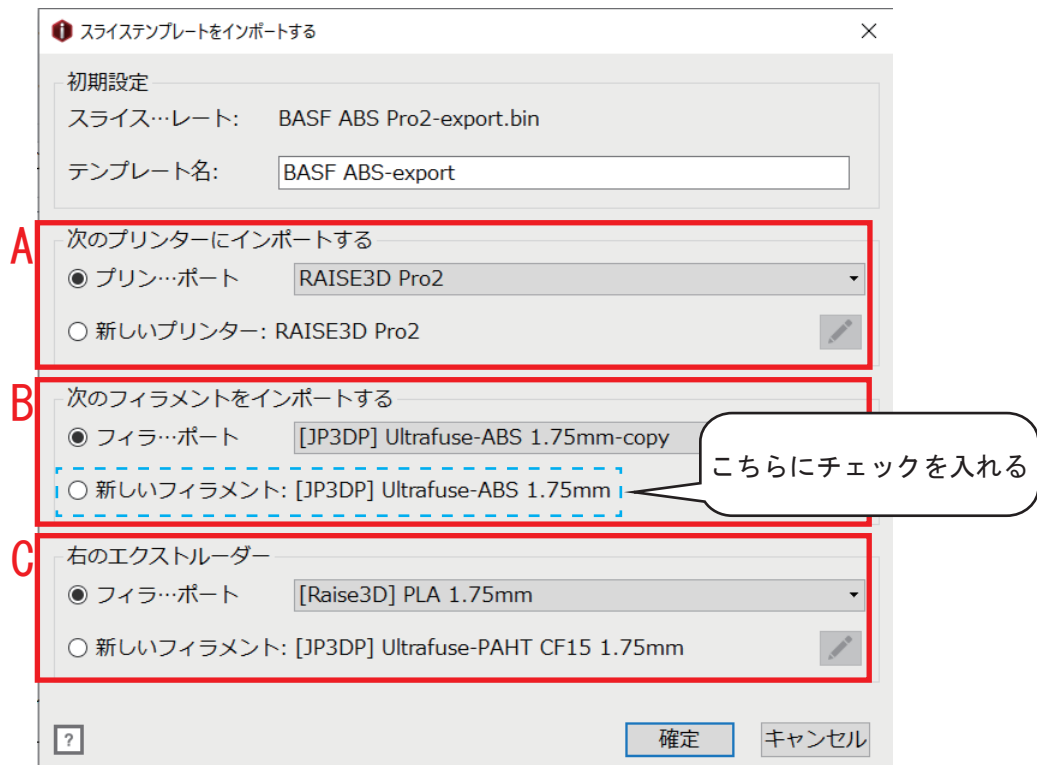 スライステンプレートをインポートする
初期設定
スライス…レート: BASF ABS Pro2-export.bin
テンプレート名: BASF ABS-export
A
次のプリンターにインポートする
プリン…ポート RAISE3D Pro2
新しいプリンター: RAISE3D Pro2
B
次のフィラメントをインポートする
フィラ…ポート [JP3DP] Ultrafuse-ABS 1.75mm-copy
こちらにチェックを入れる
新しいフィラメント: [JP3DP] Ultrafuse-ABS 1.75mm
C
右のエクストルーダー
フィラ…ポート [Raise3D] PLA 1.75mm
新しいフィラメント: [JP3DP] Ultrafuse-PAHT CF15 1.75mm
? 確定 キャンセル